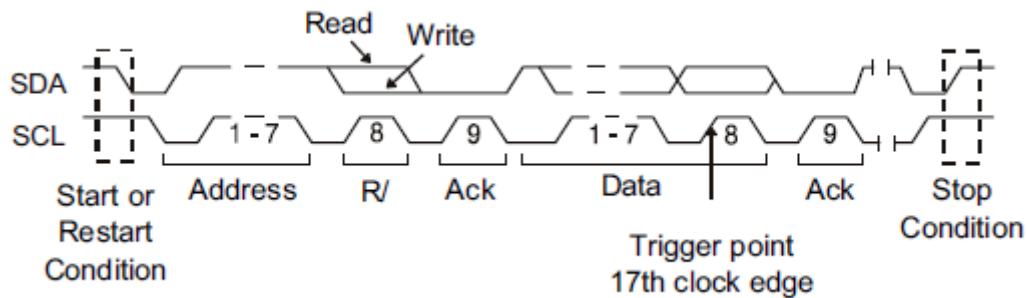 Read
Write
SDA
SCL
1 - 7
8
9
1 - 7
8
9
Address
R/
Ack
Data
Ack
Start or
Restart
Condition
Trigger point
17th clock edge
Stop
Condition